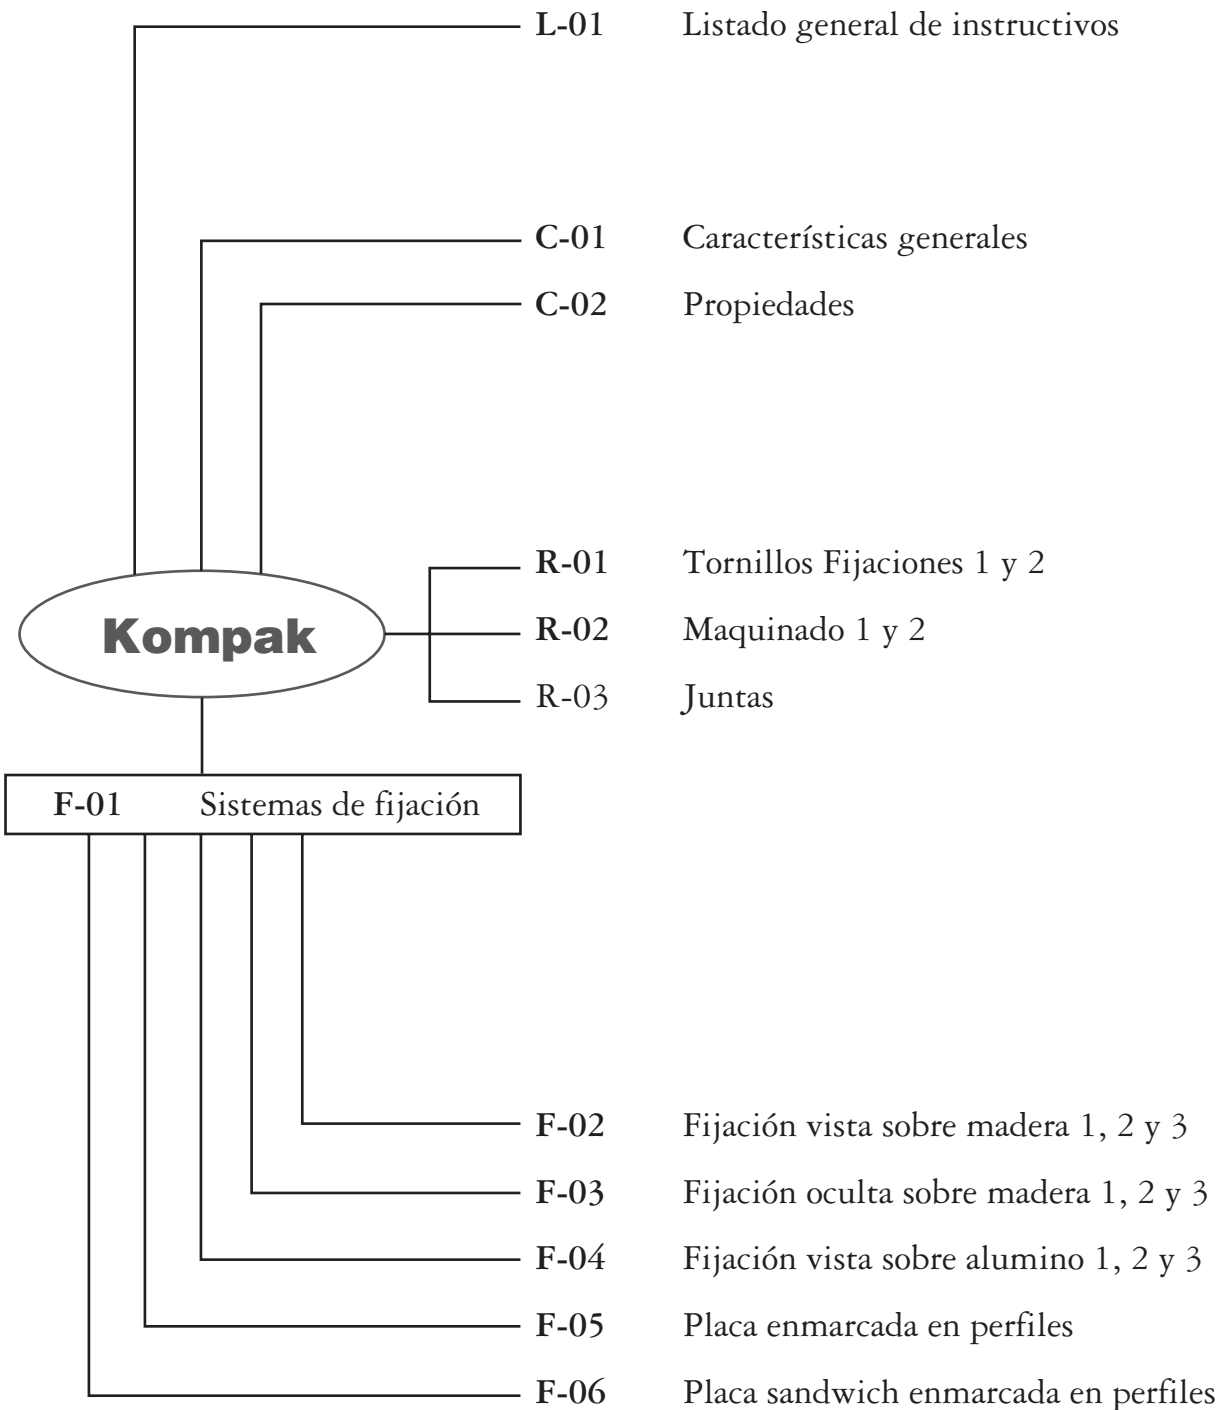 L-01 Listado general de instructivos
C-01 Características generales
C-02 Propiedades
R-01 Tornillos Fijaciones 1 y 2
Kompak
R-02 Maquinado 1 y 2
R-03 Juntas
F-01 Sistemas de fijación
F-02 Fijación vista sobre madera 1, 2 y 3
F-03 Fijación oculta sobre madera 1, 2 y 3
F-04 Fijación vista sobre alumino 1, 2 y 3
F-05 Placa enmarcada en perfiles
F-06 Placa sandwich enmarcada en perfiles